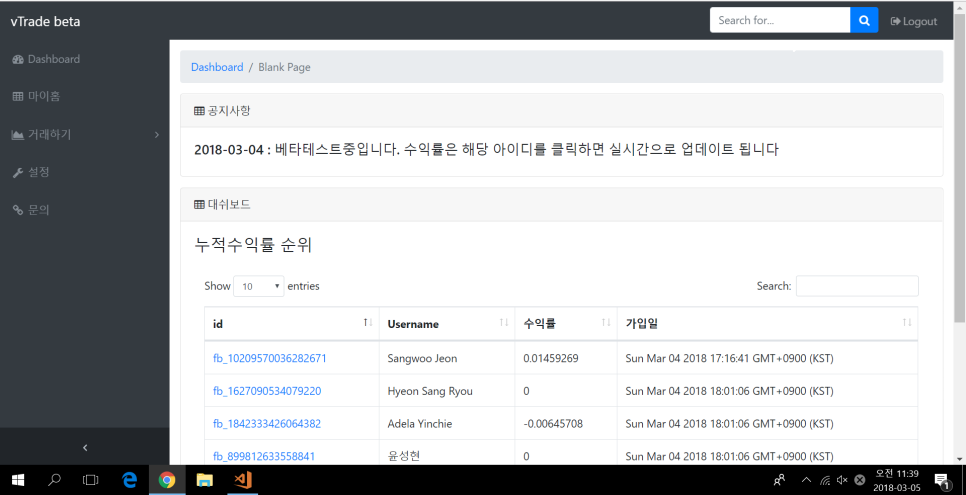 vTrade beta
Search for...
Logout
Dashboard
마이홈
거래하기
설정
문의
Dashboard / Blank Page
공지사항
2018-03-04 : 베타테스트중입니다. 수익률은 해당 아이디를 클릭하면 실시간으로 업데이트 됩니다
대쉬보드
누적수익률 순위
Show 10 entries
Search:
id Username 수익률 가입일
fb_10209570036282671 Sangwoo Jeon 0.01459269 Sun Mar 04 2018 17:16:41 GMT+0900 (KST)
fb_1627090534079220 Hyeon Sang Ryou 0 Sun Mar 04 2018 18:01:06 GMT+0900 (KST)
fb_1842333426064382 Adela Yinchie -0.00645708 Sun Mar 04 2018 18:01:06 GMT+0900 (KST)
fb_899812633558841 윤성현 0 Sun Mar 04 2018 18:01:06 GMT+0900 (KST)
오전 11:39
2018-03-05
1